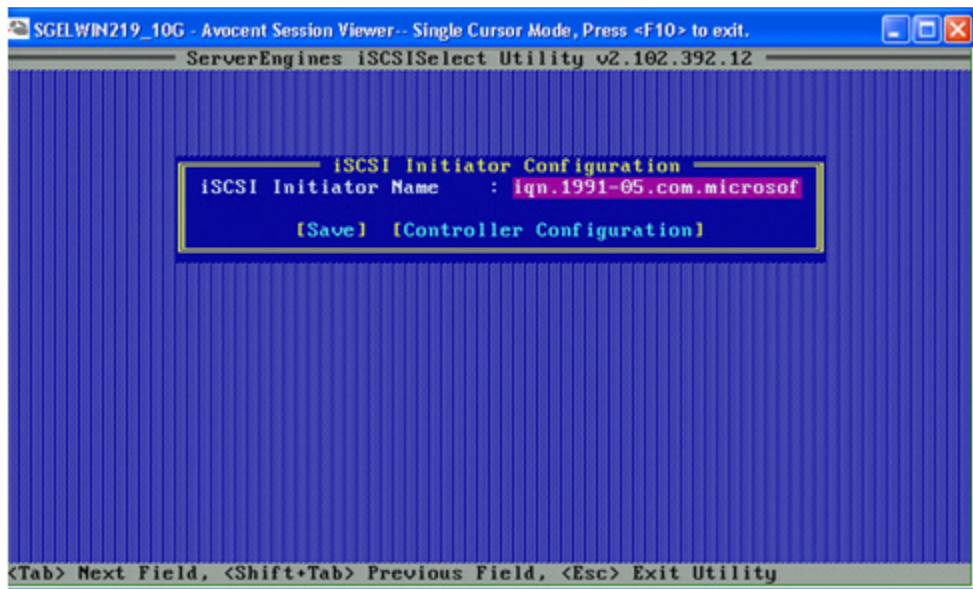 SGELWIN219_10G - Avocent Session Viewer-- Single Cursor Mode, Press <F10> to exit.
ServerEngines iSCSISelect Utility v2.102.392.12
iSCSI Initiator Configuration
iSCSI Initiator Name : iqn.1991-05.com.microsof
[Save] [Controller Configuration]
<Tab> Next Field, <Shift+Tab> Previous Field, <Esc> Exit Utility